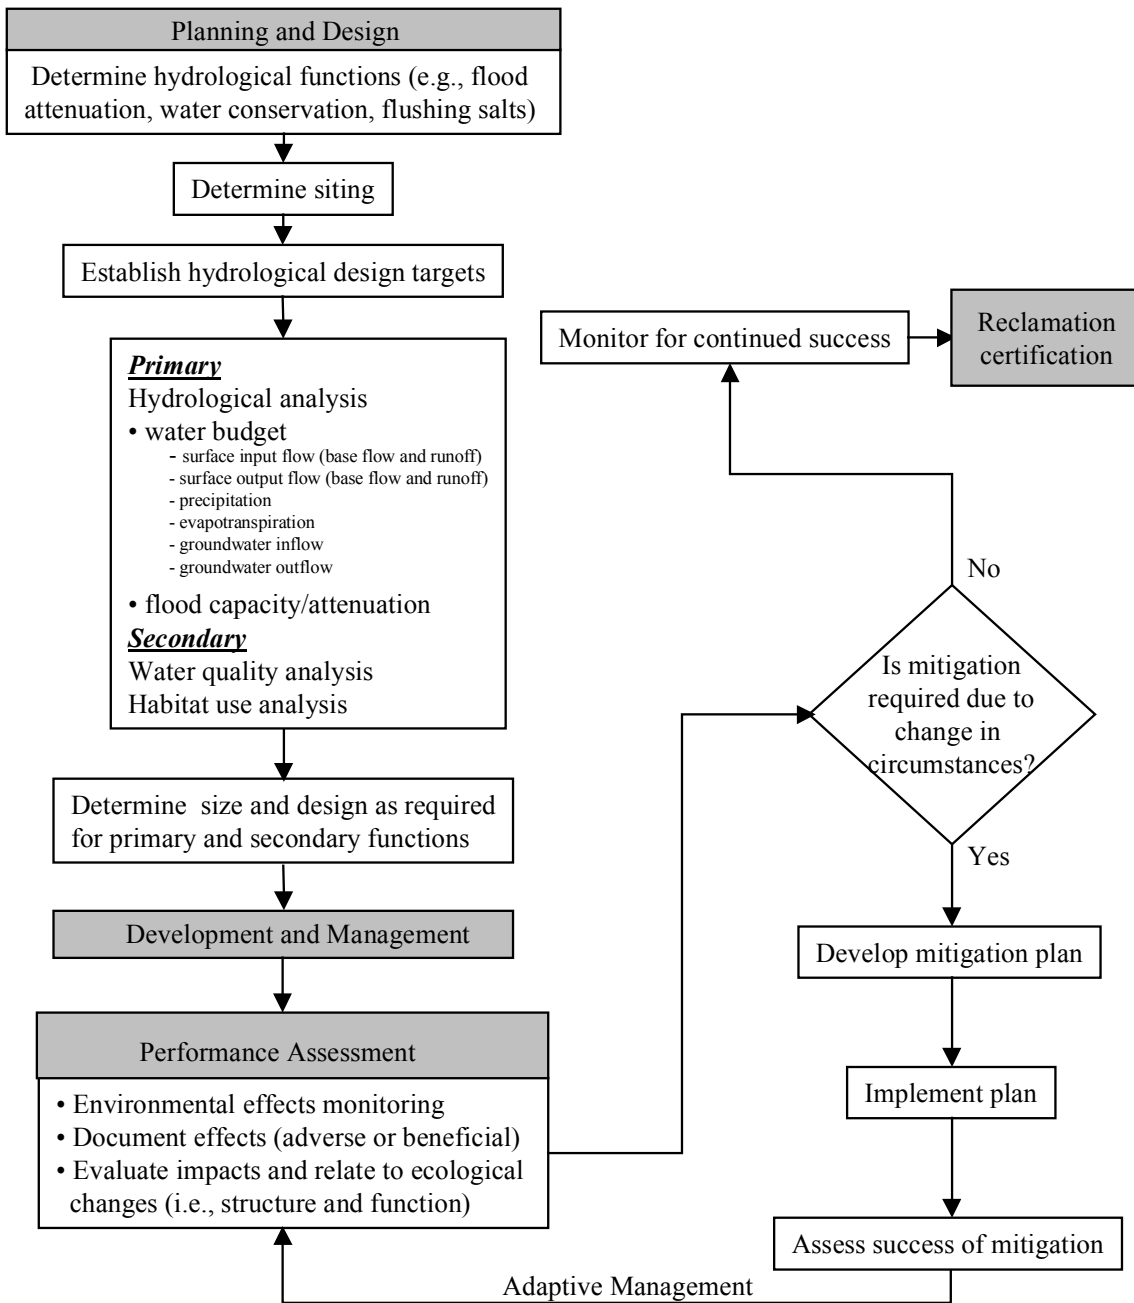 Planning and Design
Determine hydrological functions (e.g., flood
attenuation, water conservation, flushing salts)
Determine siting
Establish hydrological design targets
Primary
Hydrological analysis
• water budget
- surface input flow (base flow and runoff)
- surface output flow (base flow and runoff)
- precipitation
- evapotranspiration
- groundwater inflow
- groundwater outflow
• flood capacity/attenuation
Secondary
Water quality analysis
Habitat use analysis
Determine size and design as required
for primary and secondary functions
Development and Management
Performance Assessment
• Environmental effects monitoring
• Document effects (adverse or beneficial)
• Evaluate impacts and relate to ecological
changes (i.e., structure and function)
Monitor for continued success
Reclamation
certification
No
Is mitigation
required due to
change in
circumstances?
Yes
Develop mitigation plan
Implement plan
Assess success of mitigation
Adaptive Management